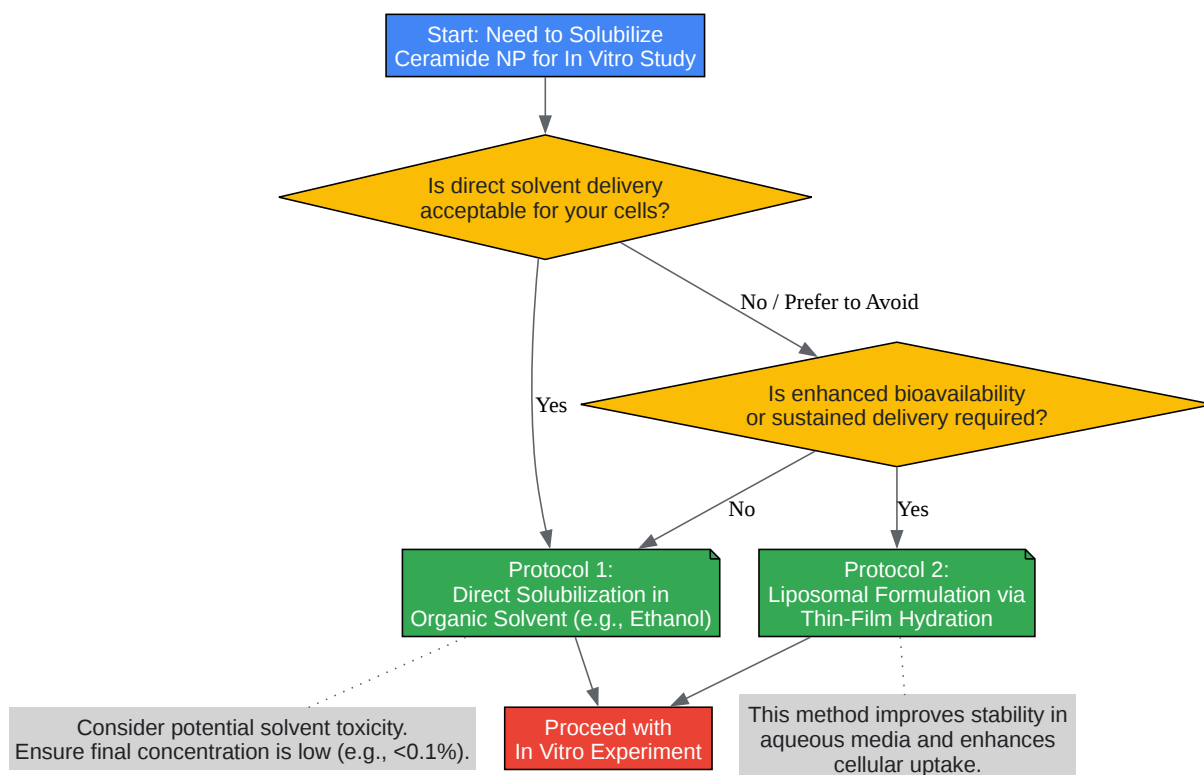 Start: Need to Solubilize
Ceramide NP for In Vitro Study
Is direct solvent delivery
acceptable for your cells?
No / Prefer to Avoid
Yes
Is enhanced bioavailability
or sustained delivery required?
No
Yes
Protocol 1:
Direct Solubilization in
Organic Solvent (e.g., Ethanol)
Protocol 2:
Liposomal Formulation via
Thin-Film Hydration
Consider potential solvent toxicity.
Ensure final concentration is low (e.g., <0.1%).
Proceed with
In Vitro Experiment
This method improves stability in
aqueous media and enhances
cellular uptake.